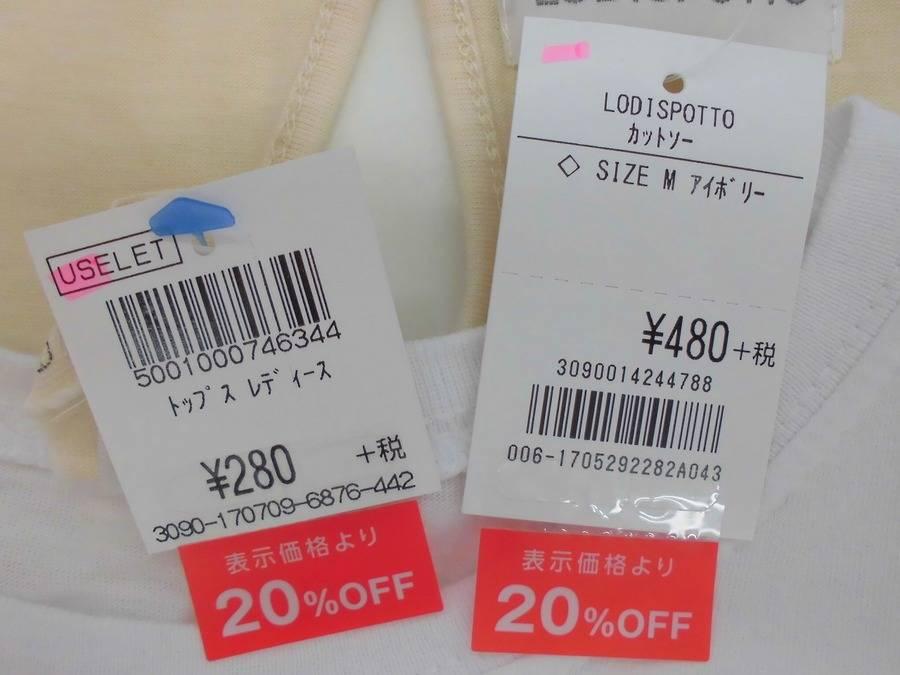 USELET
5001000746344
トップス レディース
¥280 +税
3090-170709-6876-442
表示価格より
20%OFF
LODISPOTTO
カットソー
◇ SIZE M アイボリー
¥480+税
3090014244788
006-1705292282A043
表示価格より
20%OFF